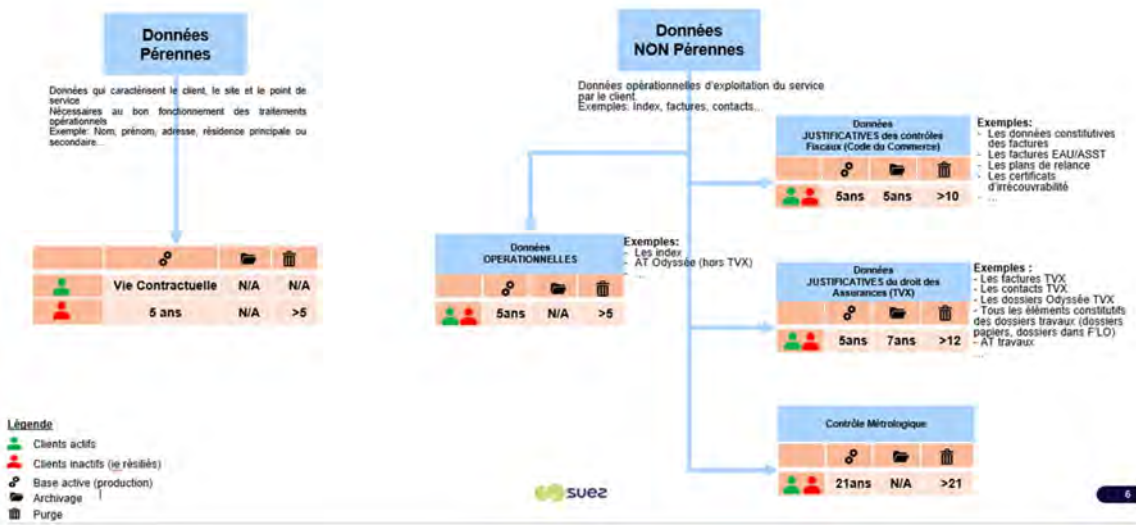 Données
Pérennes
Données qui caractérisent le client, le site et le point de
service
Nécessaires au bon fonctionnement des traitements
opérationnels
Exemple: Nom, prénom, adresse, résidence principale ou
secondaire...
Vie Contractuelle N/A N/A
5 ans N/A >5
Données
NON Pérennes
Données opérationnelles d'exploitation du service
par le client.
Exemples: Index, factures, contacts...
Données
OPERATIONNELLES
5ans N/A >5
Exemples:
- Les index
- AT Odyssée (hors TVX)
- ...
Données
JUSTIFICATIVES des contrôles
Fiscaux (Code du Commerce)
5ans 5ans >10
Exemples:
- Les données constitutives
des factures
- Les factures EAU/ASST
- Les plans de relance
- Les certificats
d'irrécouvrabilité
- ...
Données
JUSTIFICATIVES du droit des
Assurances (TVX)
5ans 7ans >12
Exemples :
- Les factures TVX
- Les contacts TVX
- Les dossiers Odyssée TVX
- Tous les éléments constitutifs
des dossiers travaux (dossiers
papiers, dossiers dans F'LO)
- AT travaux
...
Contrôle Métrologique
21ans N/A >21
Légende
Clients actifs
Clients inactifs (ie résiliés)
Base active (production)
Archivage
Purge
suez
6